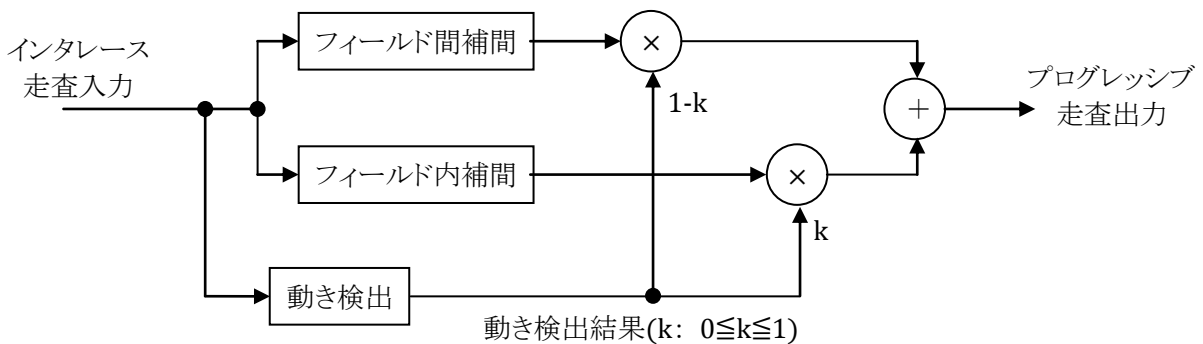 インタレース
走査入力
フィールド間補間
×
1-k
+
プログレッシブ
走査出力
フィールド内補間
×
k
動き検出
動き検出結果(k: 0≦k≦1)